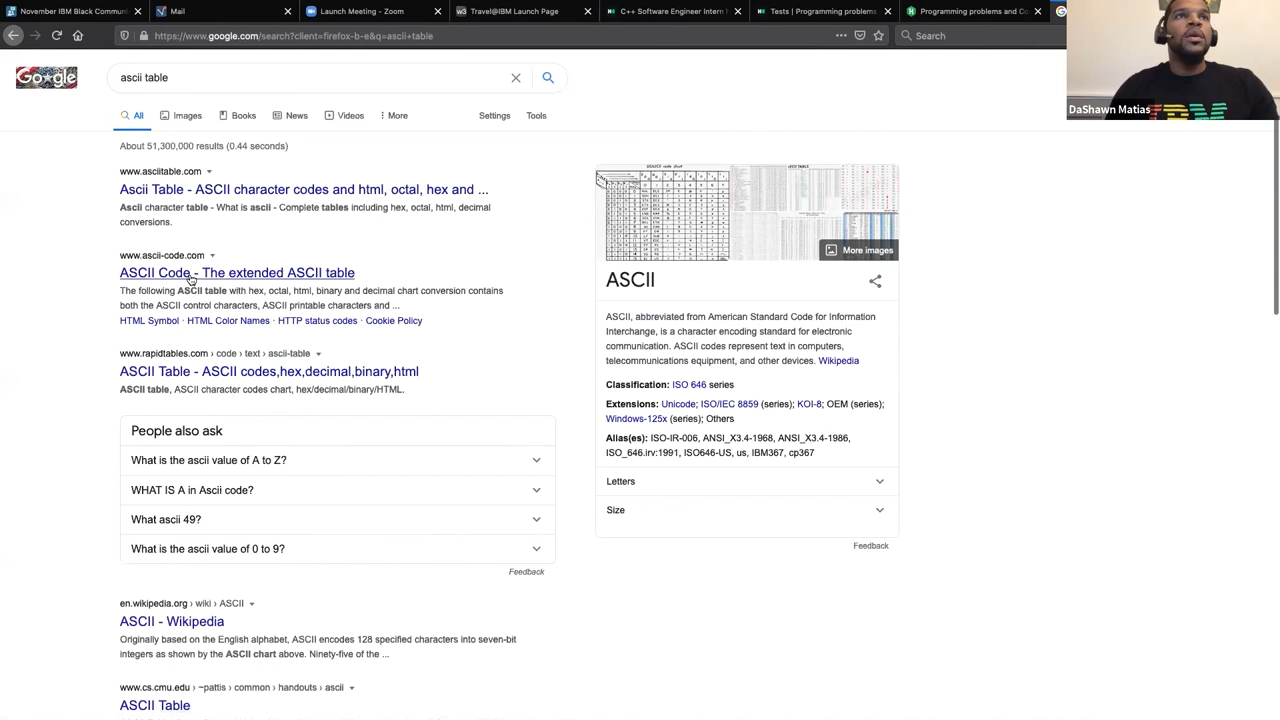 November IBM Black Commun
Mail
Launch Meeting - Zoom
Travel@IBM Launch Page
C++ Software Engineer Intern
Tests | Programming problems
Programming problems and Co
https://www.google.com/search?client=firefox-b-e&q=ascii+table
Search
DaShawn Matias
IBM
Google
ascii table
All
Images
Books
News
Videos
More
Settings
Tools
About 51,300,000 results (0.44 seconds)
www.asciitable.com
Ascii Table - ASCII character codes and html, octal, hex and ...
Ascii character table - What is ascii - Complete tables including hex, octal, html, decimal
conversions.
www.ascii-code.com
ASCII Code - The extended ASCII table
The following ASCII table with hex, octal, html, binary and decimal chart conversion contains
both the ASCII control characters, ASCII printable characters and ...
HTML Symbol · HTML Color Names · HTTP status codes · Cookie Policy
www.rapidtables.com › code › text › ascii-table
ASCII Table - ASCII codes,hex,decimal,binary,html
ASCII table, ASCII character codes chart, hex/decimal/binary/HTML.
People also ask
What is the ascii value of A to Z?
WHAT IS A in Ascii code?
What ascii 49?
What is the ascii value of 0 to 9?
Feedback
en.wikipedia.org › wiki › ASCII
ASCII - Wikipedia
Originally based on the English alphabet, ASCII encodes 128 specified characters into seven-bit
integers as shown by the ASCII chart above. Ninety-five of the ...
www.cs.cmu.edu › ~pattis › common › handouts › ascii
ASCII Table
More images
ASCII
ASCII, abbreviated from American Standard Code for Information
Interchange, is a character encoding standard for electronic
communication. ASCII codes represent text in computers,
telecommunications equipment, and other devices. Wikipedia
Classification: ISO 646 series
Extensions: Unicode; ISO/IEC 8859 (series); KOI-8; OEM (series);
Windows-125x (series); Others
Alias(es): ISO-IR-006, ANSI_X3.4-1968, ANSI_X3.4-1986,
ISO_646.irv:1991, ISO646-US, us, IBM367, cp367
Letters
Size
Feedback